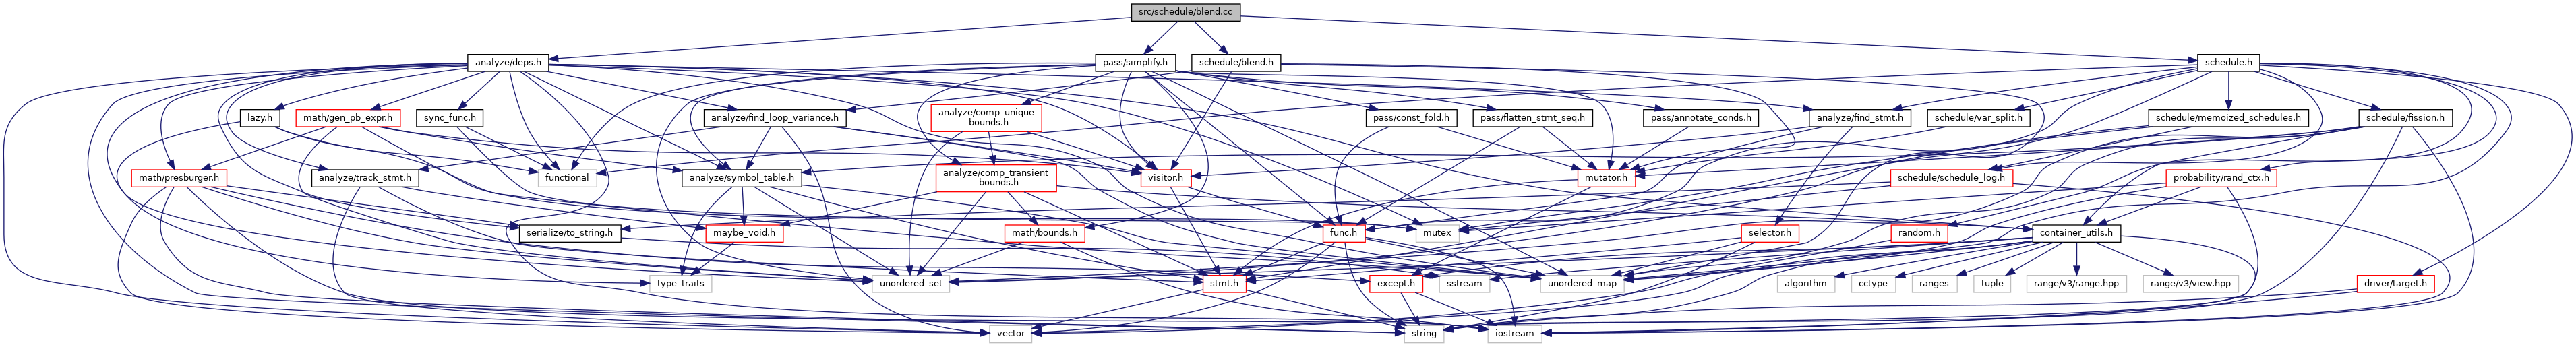 src/schedule/blend.cc
analyze/deps.h
pass/simplify.h
schedule/blend.h
schedule.h
lazy.h
math/gen_pb_expr.h
sync_func.h
analyze/find_loop_variance.h
analyze/comp_unique
_bounds.h
pass/const_fold.h
pass/flatten_stmt_seq.h
pass/annotate_conds.h
analyze/find_stmt.h
schedule/var_split.h
schedule/memoized_schedules.h
schedule/fission.h
math/presburger.h
analyze/track_stmt.h
functional
analyze/symbol_table.h
analyze/comp_transient
_bounds.h
visitor.h
mutator.h
schedule/schedule_log.h
probability/rand_ctx.h
serialize/to_string.h
maybe_void.h
math/bounds.h
func.h
mutex
selector.h
random.h
container_utils.h
type_traits
unordered_set
stmt.h
except.h
sstream
unordered_map
algorithm
cctype
ranges
tuple
range/v3/range.hpp
range/v3/view.hpp
driver/target.h
vector
string
iostream